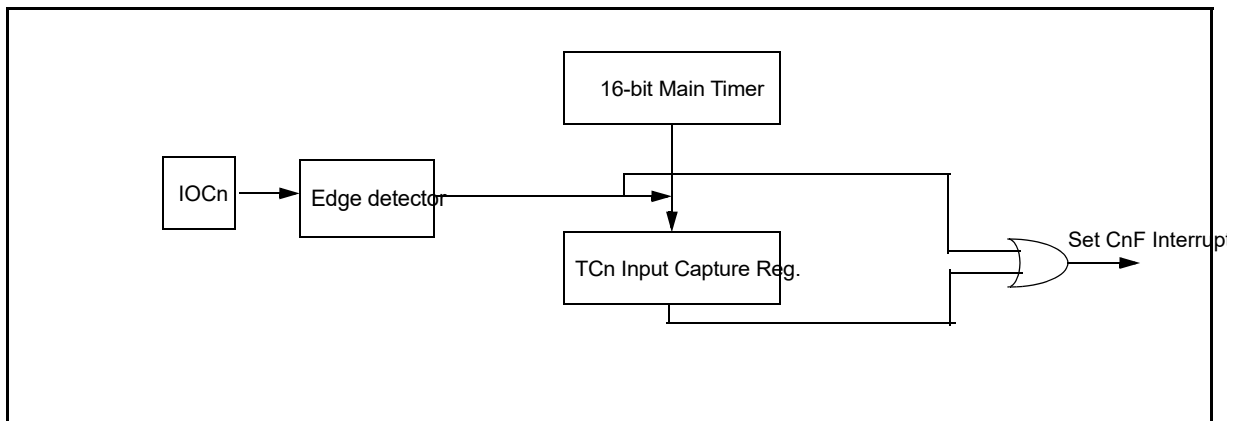 16-bit Main Timer
IOCn
Edge detector
TCn Input Capture Reg.
Set CnF Interrupt